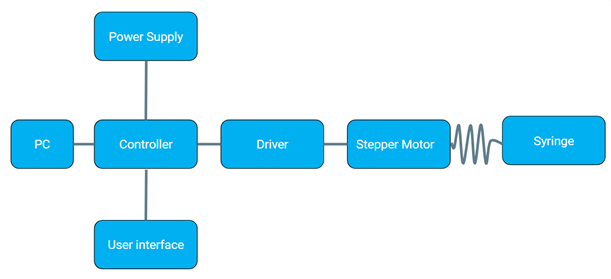 Power Supply
PC
Controller
Driver
Stepper Motor
Syringe
User interface